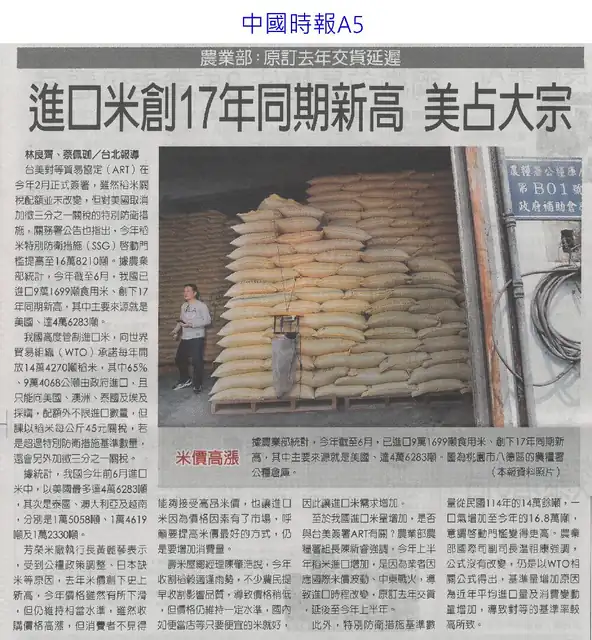 中國時報A5
農業部：原訂去年交貨延遲
進口米創17年同期新高 美占大宗
林良齊、蔡佩珈／台北報導
台美對等貿易協定（ART）在
今年2月正式簽署，雖然稻米關
稅配額並未改變，但對美國取消
加徵三分之一關稅的特別防衛措
施，關務署公告也指出，今年稻
米特別防衛措施（SSG）啟動門
檻提高至16萬8210噸。據農業
部統計，今年截至6月，我國已
進口9萬1699噸食用米、創下17
年同期新高，其中主要來源就是
美國、達4萬6283噸。
我國高度管制進口米，向世界
貿易組織（WTO）承諾每年開
放14萬4270噸稻米，其中65%
、9萬4068公噸由政府進口，且
只能向美國、澳洲、泰國及埃及
採購，配額外不限進口數量，但
課以稻米每公斤45元關稅，若
是超過特別防衛措施基準數量，
還會另外加徵三分之一關稅。
據統計，我國今年前6月進口
米中，以美國最多達4萬6283噸
，其次是泰國、澳大利亞及越南
，分別是1萬5058噸、1萬4619
噸及1萬2330噸。
芳榮米廠執行長黃麗琴表示
，受到公糧政策調整、日本缺
米等原因，去年米價創下史上
新高，今年價格雖然有所下滑
，但仍維持相當水準，雖然收
購價格高漲，但消費者不見得
能夠接受高昂米價，也讓進口
米因為價格因素有了市場，呼
籲要提高米價最好的方式，仍
是要增加消費量。
壽米屋總經理陳肇浩說，今年
收割稻穀適逢雨勢，不少農民提
早收割影響品質，導致價格稍低
，但價格仍維持一定水準，國內
如便當店等只要便宜的米就好，
因此讓進口米需求增加。
至於我國進口米量增加，是否
與台美簽署ART有關？農業部農
糧署組長陳新睿強調，今年上半
年稻米進口增加，是因為業者因
應國際米價波動、中東戰火，導
致進口時程改變，原訂去年交貨
，延後至今年上半年。
此外，特別防衛措施基準數
量從民國114年的14萬餘噸，一
口氣增加至今年的16.8萬噸，
意謂啟動門檻變得更高。農業
部國際司副司長溫祖康強調，
公式沒有改變，仍是以WTO相
關公式得出，基準量增加原因
為近年平均進口量及消費變動
量增加，導致對等的基準來較
高所致。
米價高漲
據農業部統計，今年截至6月，已進口9萬1699噸食用米、創下17年同期新
高，其中主要來源就是美國、達4萬6283噸。圖為桃園市八德區的農糧署
公糧倉庫。
（本報資料照片）
農糧署公糧
第 B01 號
政府補助